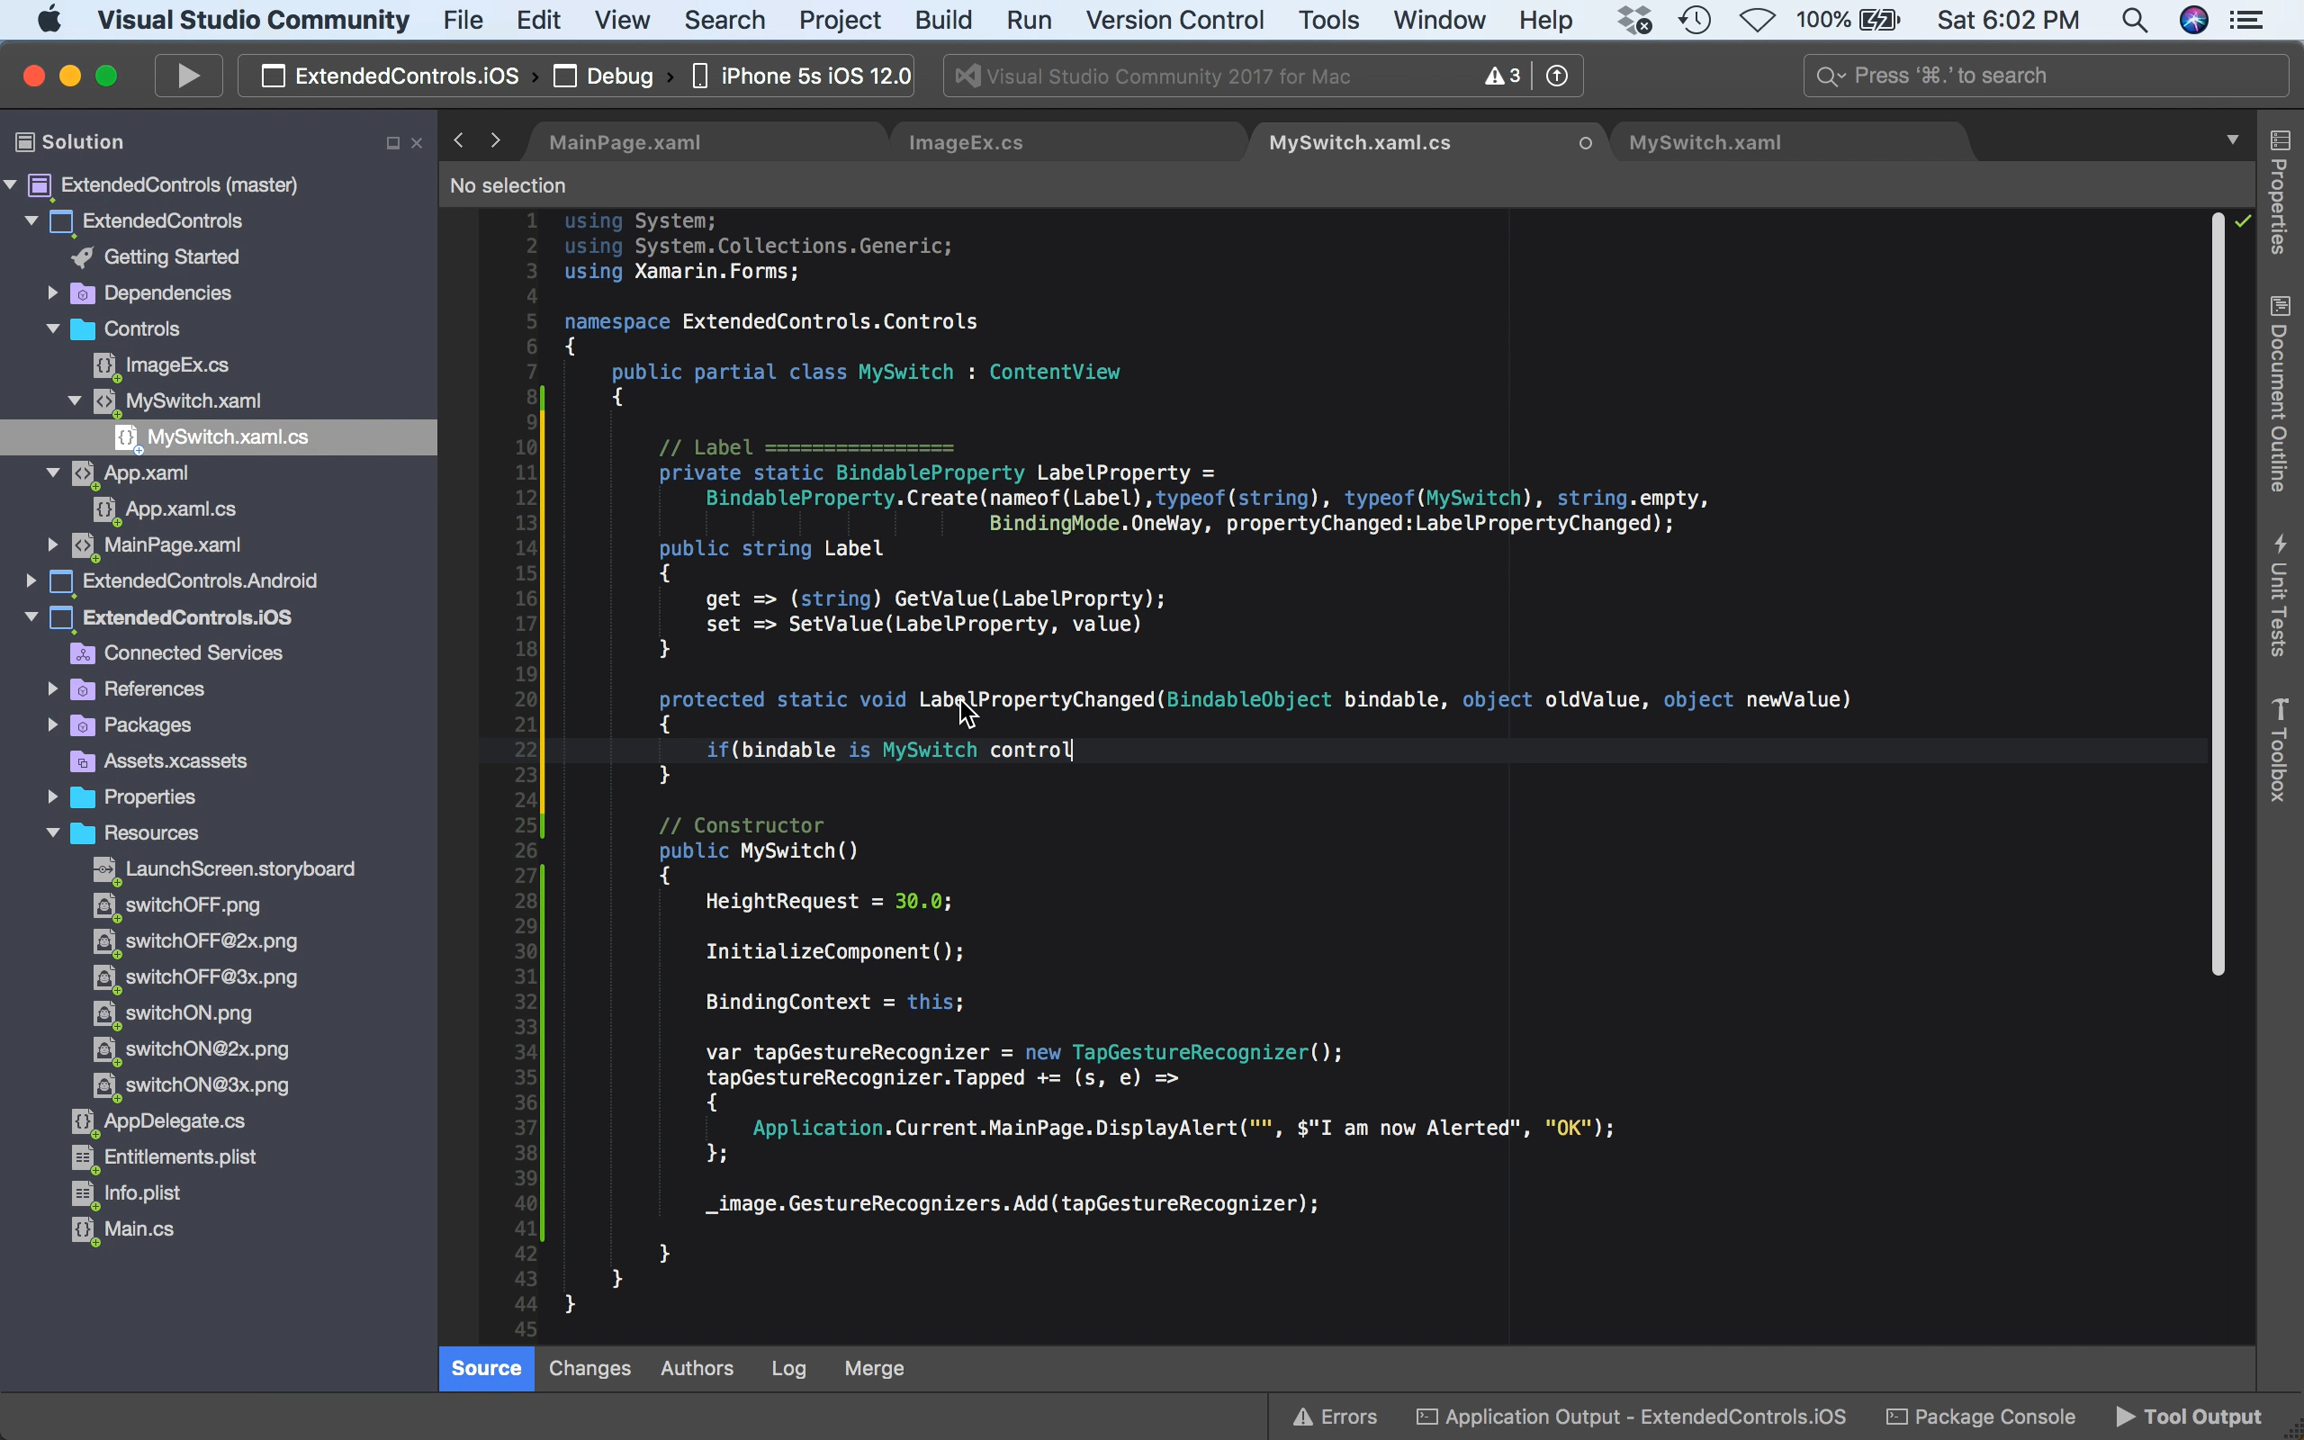 Visual Studio Community File Edit View Search Project Build Run Version Control Tools Window Help 100% Sat 6:02 PM
ExtendedControls.iOS › Debug › iPhone 5s iOS 12.0
Visual Studio Community 2017 for Mac 3
Press '⌘.' to search
Solution
ExtendedControls (master)
ExtendedControls
Getting Started
Dependencies
Controls
ImageEx.cs
MySwitch.xaml
MySwitch.xaml.cs
App.xaml
App.xaml.cs
MainPage.xaml
ExtendedControls.Android
ExtendedControls.iOS
Connected Services
References
Packages
Assets.xcassets
Properties
Resources
LaunchScreen.storyboard
switchOFF.png
switchOFF@2x.png
switchOFF@3x.png
switchON.png
switchON@2x.png
switchON@3x.png
AppDelegate.cs
Entitlements.plist
Info.plist
Main.cs
MainPage.xaml ImageEx.cs MySwitch.xaml.cs MySwitch.xaml
No selection
1 using System;
2 using System.Collections.Generic;
3 using Xamarin.Forms;
4
5 namespace ExtendedControls.Controls
6 {
7 public partial class MySwitch : ContentView
8 {
9
10 // Label ================
11 private static BindableProperty LabelProperty =
12 BindableProperty.Create(nameof(Label),typeof(string), typeof(MySwitch), string.empty,
13 BindingMode.OneWay, propertyChanged:LabelPropertyChanged);
14 public string Label
15 {
16 get => (string) GetValue(LabelProprty);
17 set => SetValue(LabelProperty, value)
18 }
19
20 protected static void LabelPropertyChanged(BindableObject bindable, object oldValue, object newValue)
21 {
22 if(bindable is MySwitch control
23 }
24
25 // Constructor
26 public MySwitch()
27 {
28 HeightRequest = 30.0;
29
30 InitializeComponent();
31
32 BindingContext = this;
33
34 var tapGestureRecognizer = new TapGestureRecognizer();
35 tapGestureRecognizer.Tapped += (s, e) =>
36 {
37 Application.Current.MainPage.DisplayAlert("", $"I am now Alerted", "OK");
38 };
39
40 _image.GestureRecognizers.Add(tapGestureRecognizer);
41
42 }
43 }
44 }
45
Source Changes Authors Log Merge
Properties
Document Outline
Unit Tests
Toolbox
Errors Application Output - ExtendedControls.iOS Package Console Tool Output